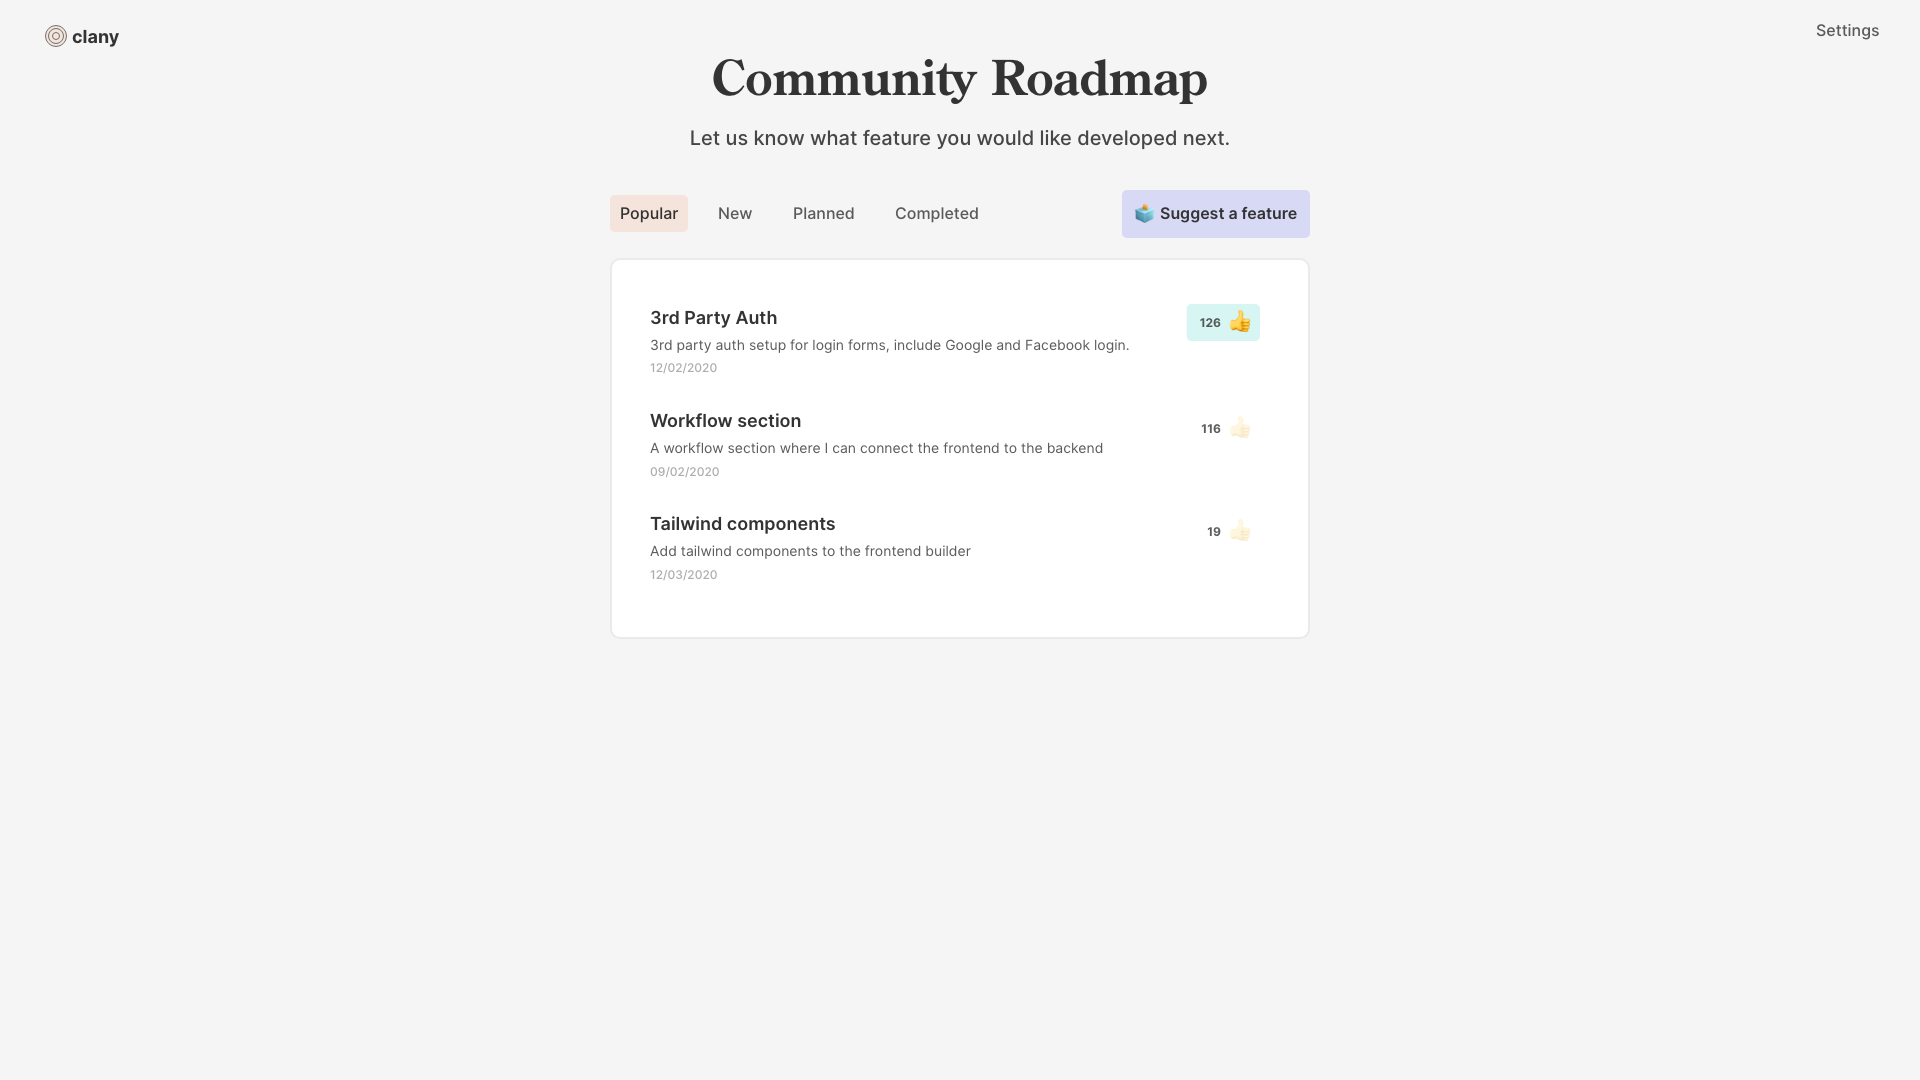 clany
Settings
Community Roadmap
Let us know what feature you would like developed next.
Popular
New
Planned
Completed
Suggest a feature
3rd Party Auth
126
3rd party auth setup for login forms, include Google and Facebook login.
12/02/2020
Workflow section
116
A workflow section where I can connect the frontend to the backend
09/02/2020
Tailwind components
19
Add tailwind components to the frontend builder
12/03/2020